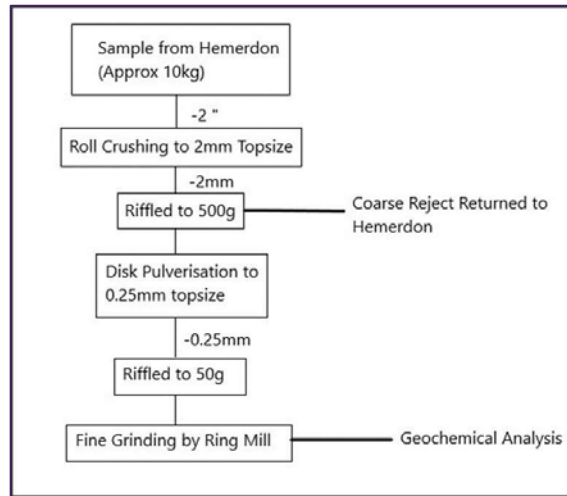 Sample from Hemerdon
(Approx 10kg)
-2 "
Roll Crushing to 2mm Topsize
-2mm
Riffled to 500g
Coarse Reject Returned to
Hemerdon
Disk Pulverisation to
0.25mm topsize
-0.25mm
Riffled to 50g
Fine Grinding by Ring Mill
Geochemical Analysis